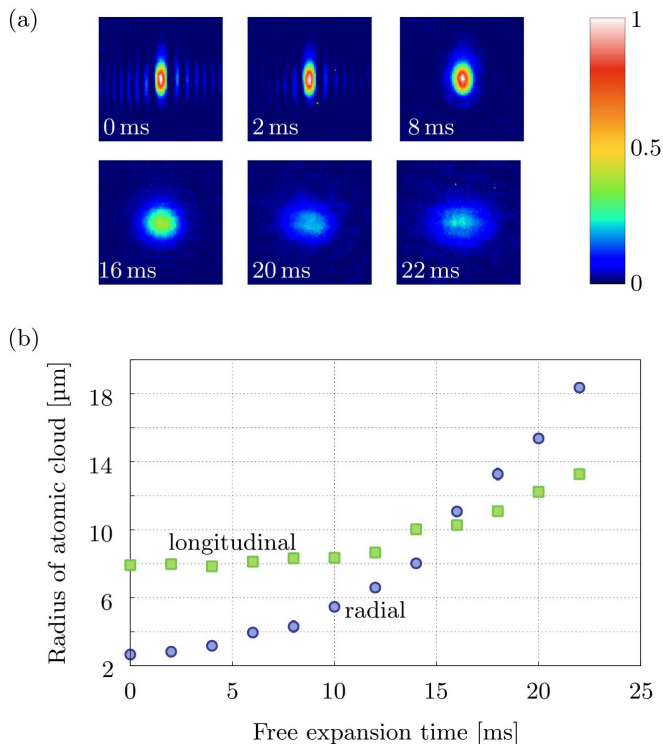 (a)
0 ms
2 ms
8 ms
16 ms
20 ms
22 ms
1
0.5
0
(b)
Radius of atomic cloud [µm]
18
14
10
6
2
longitudinal
radial
0
5
10
15
20
25
Free expansion time [ms]